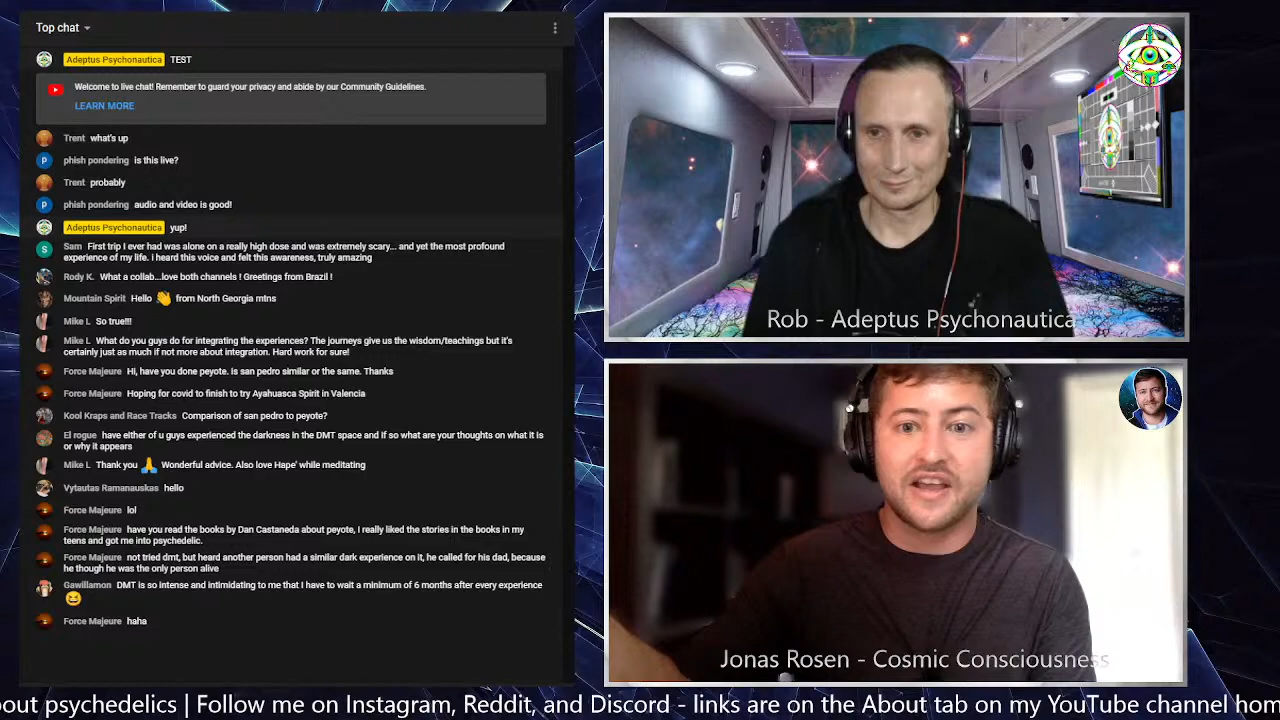 Top chat
Adeptus Psychonautica TEST
Welcome to live chat! Remember to guard your privacy and abide by our Community Guidelines.
LEARN MORE
Trent what's up
P phish pondering is this live?
Trent probably
P phish pondering audio and video is good!
Adeptus Psychonautica yup!
S Sam First trip I ever had was alone on a really high dose and was extremely scary... and yet the most profound
experience of my life. i heard this voice and felt this awareness, truly amazing
Rody K. What a collab...love both channels ! Greetings from Brazil !
Mountain Spirit Hello 👋 from North Georgia mtns
Mike L So true!!!
Mike L What do you guys do for integrating the experiences? The journeys give us the wisdom/teachings but it's
certainly just as much if not more about integration. Hard work for sure!
Force Majeure Hi, have you done peyote. is san pedro similar or the same. Thanks
Force Majeure Hoping for covid to finish to try Ayahuasca Spirit in Valencia
Kool Kraps and Race Tracks Comparison of san pedro to peyote?
El rogue have either of u guys experienced the darkness in the DMT space and if so what are your thoughts on what it is
or why it appears
Mike L Thank you 🙏 Wonderful advice. Also love Hape' while meditating
Vytautas Ramanauskas hello
Force Majeure lol
Force Majeure have you read the books by Dan Castaneda about peyote, I really liked the stories in the books in my
teens and got me into psychedelic.
Force Majeure not tried dmt, but heard another person had a similar dark experience on it, he called for his dad, because
he though he was the only person alive
Gawillamon DMT is so intense and intimidating to me that I have to wait a minimum of 6 months after every experience
😆
Force Majeure haha
Rob - Adeptus Psychonautica
Jonas Rosen - Cosmic Consciousness
out psychedelics | Follow me on Instagram, Reddit, and Discord - links are on the About tab on my YouTube channel hom